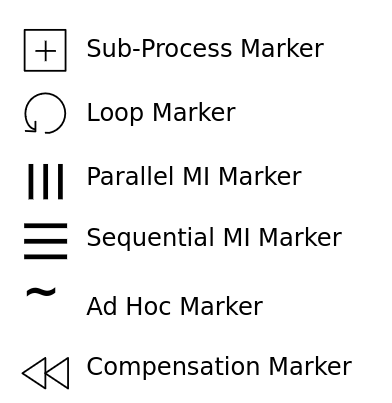 Sub-Process Marker
Loop Marker
Parallel MI Marker
Sequential MI Marker
Ad Hoc Marker
Compensation Marker